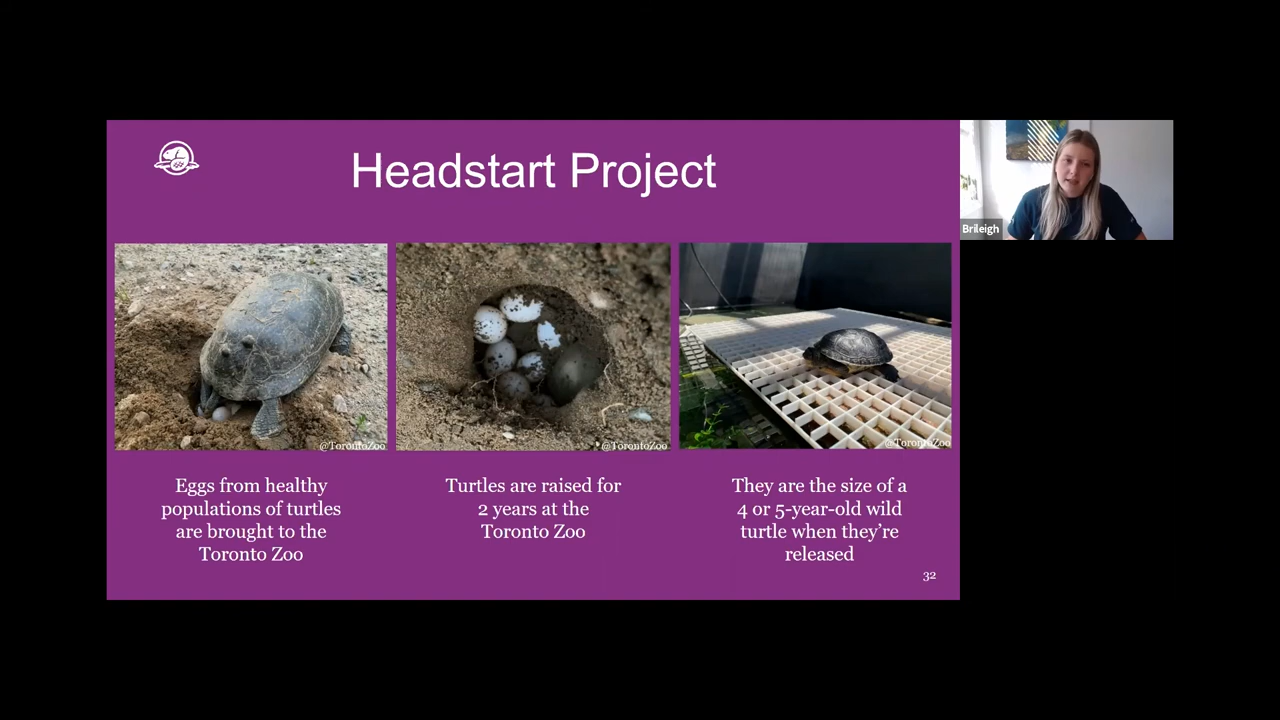 Headstart Project
Brileigh
@TorontoZoo
@TorontoZoo
@TorontoZoo
Eggs from healthy
populations of turtles
are brought to the
Toronto Zoo
Turtles are raised for
2 years at the
Toronto Zoo
They are the size of a
4 or 5-year-old wild
turtle when they’re
released
32